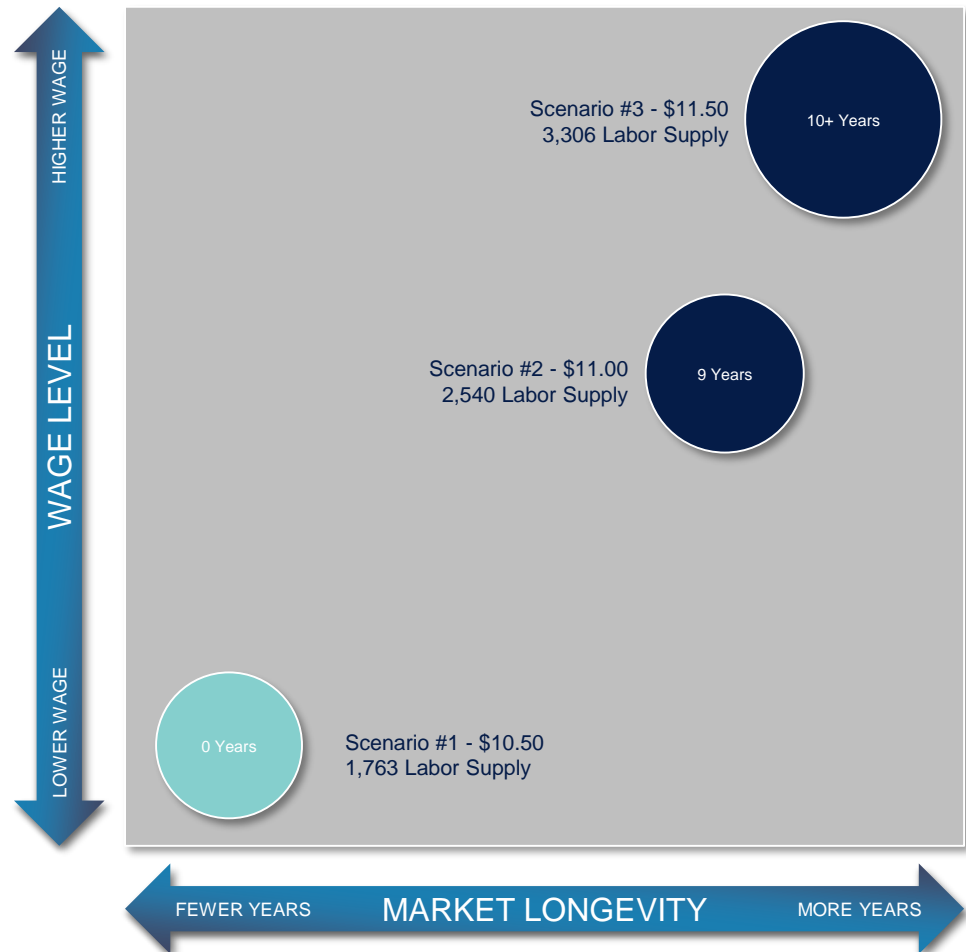 HIGHER WAGE
WAGE LEVEL
LOWER WAGE
Scenario #3 - $11.50
3,306 Labor Supply
10+ Years
Scenario #2 - $11.00
2,540 Labor Supply
9 Years
0 Years
Scenario #1 - $10.50
1,763 Labor Supply
FEWER YEARS
MARKET LONGEVITY
MORE YEARS